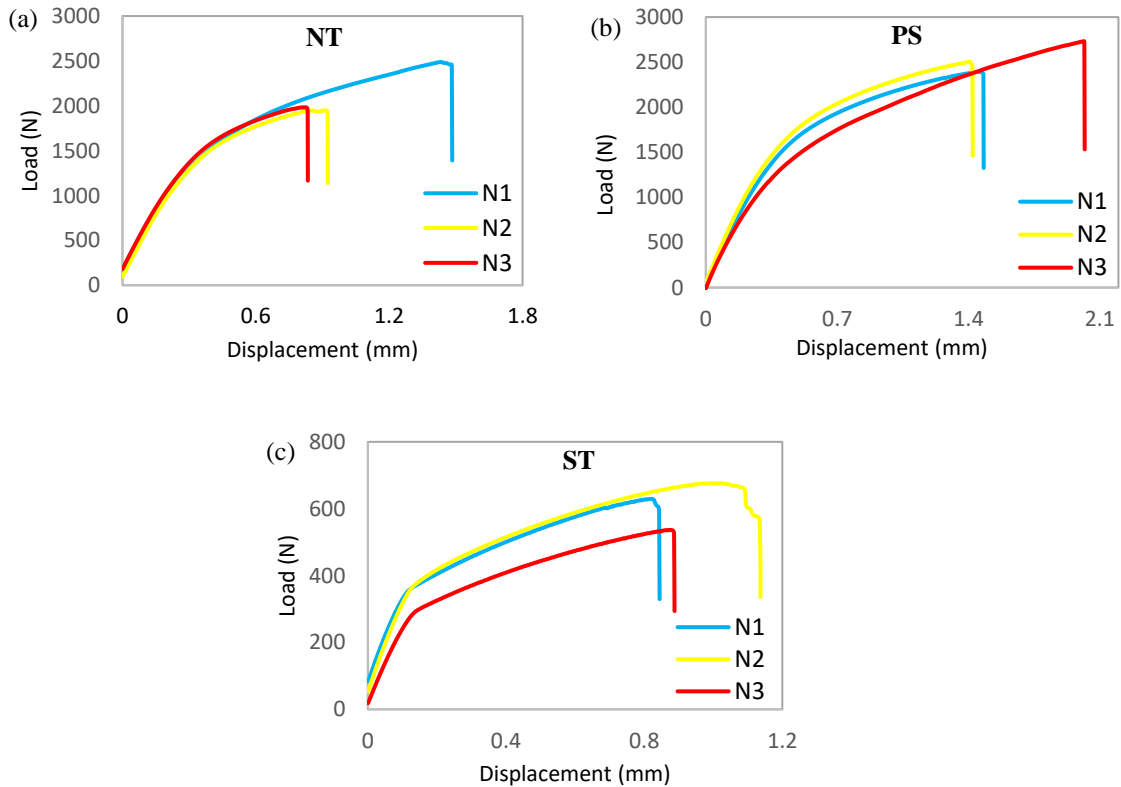 (a)
NT
3000
2500
2000
1500
1000
500
0
Load (N)
N1
N2
N3
0 0.6 1.2 1.8
Displacement (mm)
(b)
PS
3000
2500
2000
1500
1000
500
0
Load (N)
N1
N2
N3
0 0.7 1.4 2.1
Displacement (mm)
(c)
ST
800
600
400
200
0
Load (N)
N1
N2
N3
0 0.4 0.8 1.2
Displacement (mm)